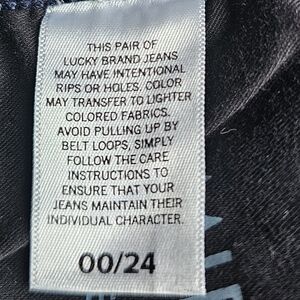 THIS PAIR OF
LUCKY BRAND JEANS
MAY HAVE INTENTIONAL
RIPS OR HOLES. COLOR
MAY TRANSFER TO LIGHTER
COLORED FABRICS.
AVOID PULLING UP BY
BELT LOOPS, SIMPLY
FOLLOW THE CARE
INSTRUCTIONS TO
ENSURE THAT YOUR
JEANS MAINTAIN THEIR
INDIVIDUAL CHARACTER.
00/24